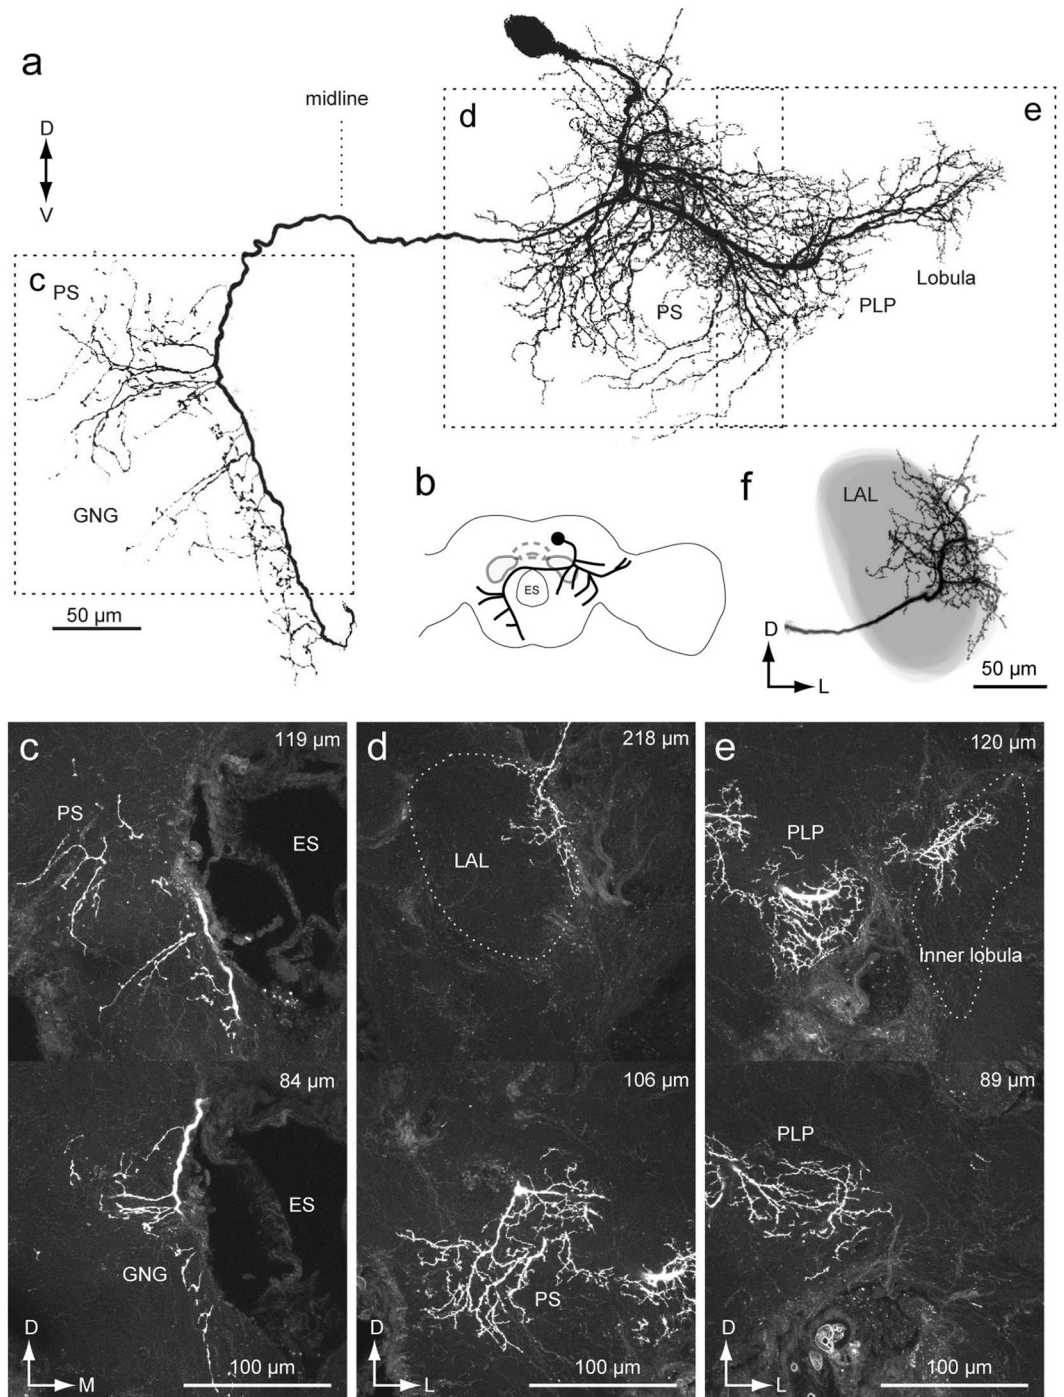 a
midline
D
V
d
e
c
PS
PS
PLP
Lobula
GNG
50 µm
b
ES
f
LAL
D
L
50 µm
c
119 µm
PS
ES
d
218 µm
LAL
e
120 µm
PLP
Inner lobula
84 µm
ES
GNG
D
M
100 µm
106 µm
PS
D
L
100 µm
89 µm
PLP
D
L
100 µm